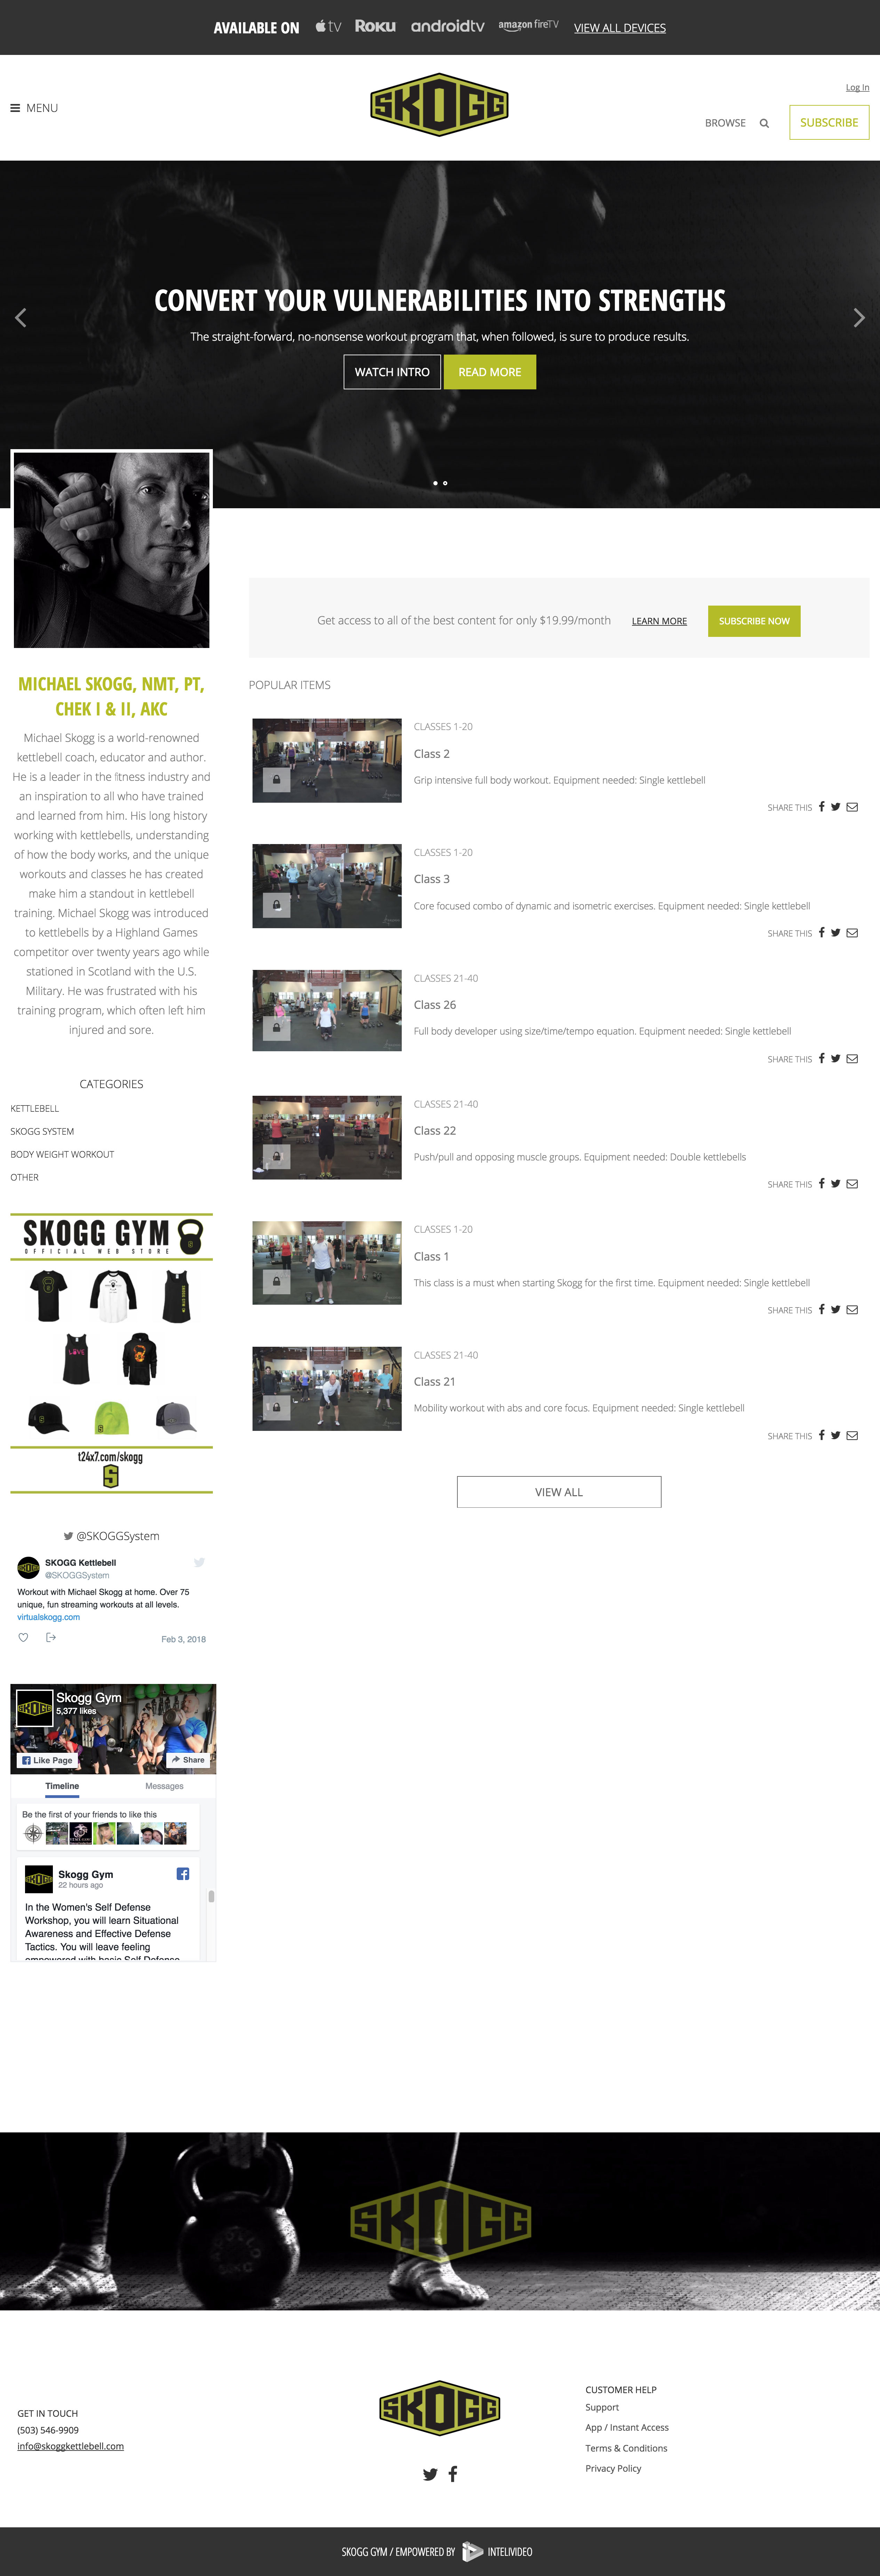 AVAILABLE ON tv ROKU androidtv amazon fireTV VIEW ALL DEVICES
Log In
MENU
SKOGG
BROWSE
SUBSCRIBE
CONVERT YOUR VULNERABILITIES INTO STRENGTHS
The straight-forward, no-nonsense workout program that, when followed, is sure to produce results.
WATCH INTRO READ MORE
Get access to all of the best content for only $19.99/month LEARN MORE SUBSCRIBE NOW
MICHAEL SKOGG, NMT, PT,
CHEK I & II, AKC
Michael Skogg is a world-renowned
kettlebell coach, educator and author.
He is a leader in the fitness industry and
an inspiration to all who have trained
and learned from him. His long history
working with kettlebells, understanding
of how the body works, and the unique
workouts and classes he has created
make him a standout in kettlebell
training. Michael Skogg was introduced
to kettlebells by a Highland Games
competitor over twenty years ago while
stationed in Scotland with the U.S.
Military. He was frustrated with his
training program, which often left him
injured and sore.
CATEGORIES
KETTLEBELL
SKOGG SYSTEM
BODY WEIGHT WORKOUT
OTHER
SKOGG GYM
OFFICIAL WEB STORE
LOVE
t24x7.com/skogg
S
@SKOGGSystem
SKOGG Kettlebell
@SKOGGSystem
Workout with Michael Skogg at home. Over 75
unique, fun streaming workouts at all levels.
virtualskogg.com
Feb 3, 2018
SKOGG
Skogg Gym
5,377 likes
Like Page Share
Timeline Messages
Be the first of your friends to like this
Skogg Gym
22 hours ago
In the Women's Self Defense
Workshop, you will learn Situational
Awareness and Effective Defense
Tactics. You will leave feeling
empowered with basic Self Defense
POPULAR ITEMS
CLASSES 1-20
Class 2
Grip intensive full body workout. Equipment needed: Single kettlebell
SHARE THIS
CLASSES 1-20
Class 3
Core focused combo of dynamic and isometric exercises. Equipment needed: Single kettlebell
SHARE THIS
CLASSES 21-40
Class 26
Full body developer using size/time/tempo equation. Equipment needed: Single kettlebell
SHARE THIS
CLASSES 21-40
Class 22
Push/pull and opposing muscle groups. Equipment needed: Double kettlebells
SHARE THIS
CLASSES 1-20
Class 1
This class is a must when starting Skogg for the first time. Equipment needed: Single kettlebell
SHARE THIS
CLASSES 21-40
Class 21
Mobility workout with abs and core focus. Equipment needed: Single kettlebell
SHARE THIS
VIEW ALL
SKOGG
GET IN TOUCH
(503) 546-9909
info@skoggkettlebell.com
SKOGG
CUSTOMER HELP
Support
App / Instant Access
Terms & Conditions
Privacy Policy
SKOGG GYM / EMPOWERED BY INTELIVIDEO